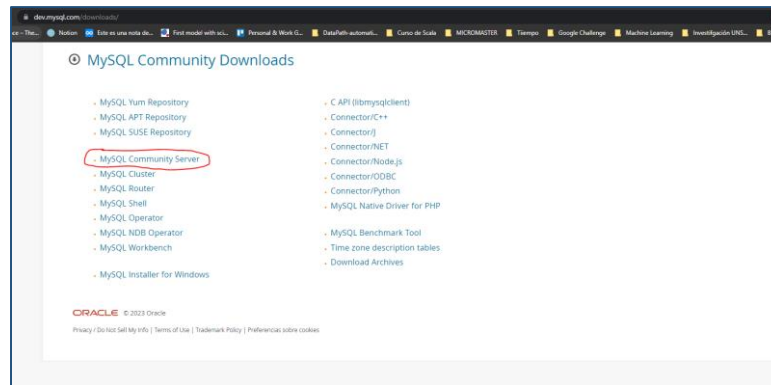 dev.mysql.com/downloads/
ce - The... Notion Este es una nota de... First model with sci... Personal & Work G... DataPath-automati... Curso de Scala MICROMASTER Tiempo Google Challenge Machine Learning Investifgación UNS...
MySQL Community Downloads
MySQL Yum Repository
MySQL APT Repository
MySQL SUSE Repository
MySQL Community Server
MySQL Cluster
MySQL Router
MySQL Shell
MySQL Operator
MySQL NDB Operator
MySQL Workbench
MySQL Installer for Windows
C API (libmysqlclient)
Connector/C++
Connector/J
Connector/NET
Connector/Node.js
Connector/ODBC
Connector/Python
MySQL Native Driver for PHP
MySQL Benchmark Tool
Time zone description tables
Download Archives
ORACLE © 2023 Oracle
Privacy / Do Not Sell My Info | Terms of Use | Trademark Policy | Preferencias sobre cookies